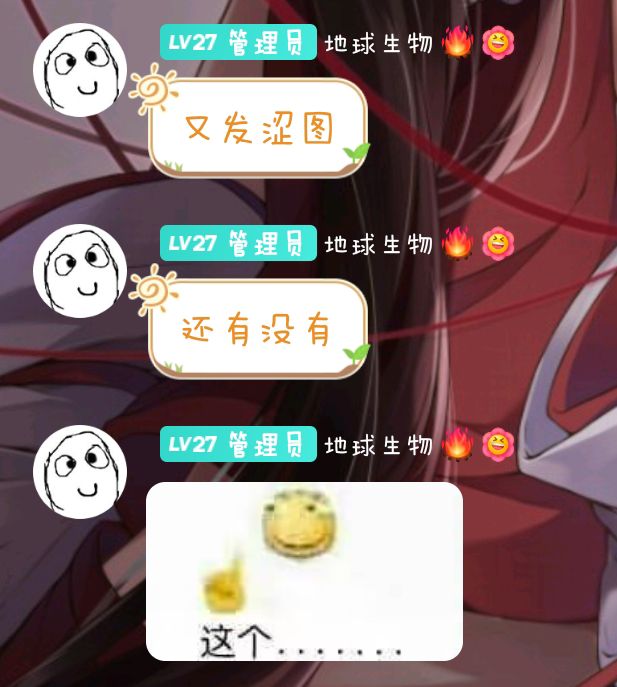 LV27 管理员 地球生物
又发涩图
LV27 管理员 地球生物
还有没有
LV27 管理员 地球生物
这个.......